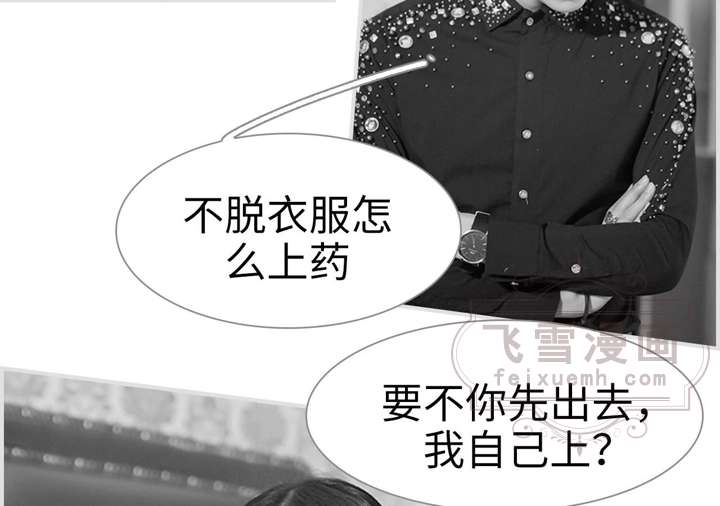 不脱衣服怎
么上药
飞雪漫画
feixuemh.com
要不你先出去，
我自己上？